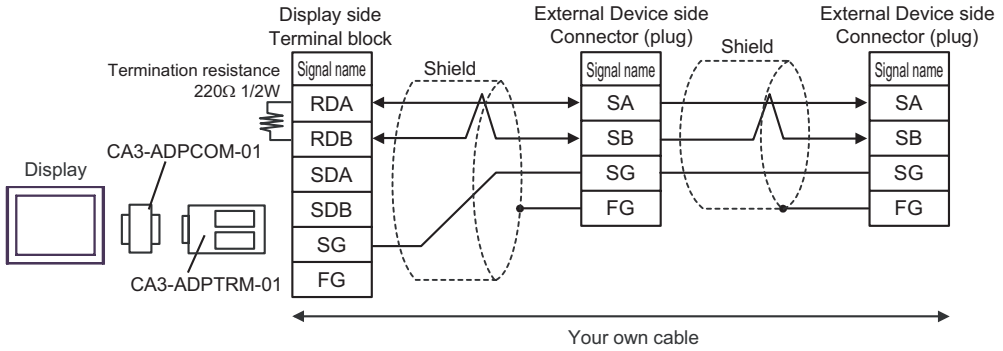 Display side
Terminal block
External Device side
Connector (plug)
External Device side
Connector (plug)
Termination resistance
220Ω 1/2W
Signal name
RDA
RDB
SDA
SDB
SG
FG
Shield
Signal name
SA
SB
SG
FG
Shield
Signal name
SA
SB
SG
FG
CA3-ADPCOM-01
Display
CA3-ADPTRM-01
Your own cable